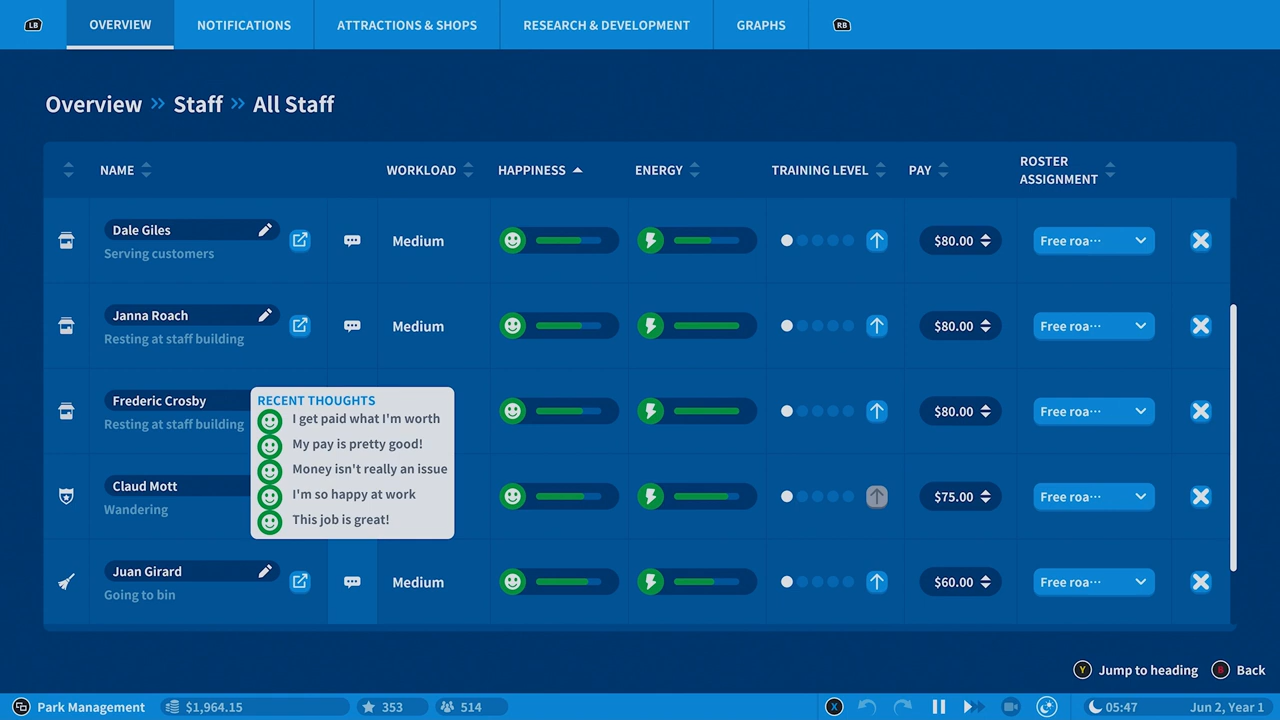 LB
OVERVIEW
NOTIFICATIONS
ATTRACTIONS & SHOPS
RESEARCH & DEVELOPMENT
GRAPHS
RB
Overview » Staff » All Staff
NAME
WORKLOAD
HAPPINESS
ENERGY
TRAINING LEVEL
PAY
ROSTER
ASSIGNMENT
Dale Giles
Serving customers
Medium
$80.00
Free roa...
Janna Roach
Resting at staff building
Medium
$80.00
Free roa...
Frederic Crosby
Resting at staff building
$80.00
Free roa...
Claud Mott
Wandering
$75.00
Free roa...
RECENT THOUGHTS
I get paid what I'm worth
My pay is pretty good!
Money isn't really an issue
I'm so happy at work
This job is great!
Juan Girard
Going to bin
Medium
$60.00
Free roa...
Y Jump to heading
B Back
Park Management
$1,964.15
353
514
X
05:47
Jun 2, Year 1